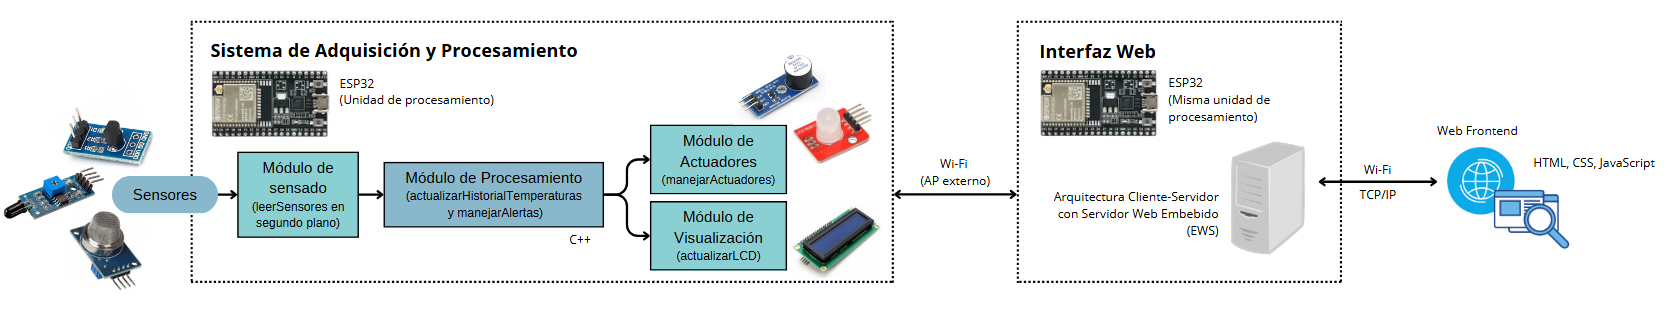 Sistema de Adquisición y Procesamiento
ESP32
(Unidad de procesamiento)
Sensores
Módulo de
sensado
(leerSensores en
segundo plano)
Módulo de Procesamiento
(actualizarHistorialTemperaturas
y manejarAlertas)
C++
Módulo de
Actuadores
(manejarActuadores)
Módulo de
Visualización
(actualizarLCD)
Wi-Fi
(AP externo)
Interfaz Web
ESP32
(Misma unidad de
procesamiento)
Arquitectura Cliente-Servidor
con Servidor Web Embebido
(EWS)
Wi-Fi
TCP/IP
Web Frontend
HTML, CSS, JavaScript